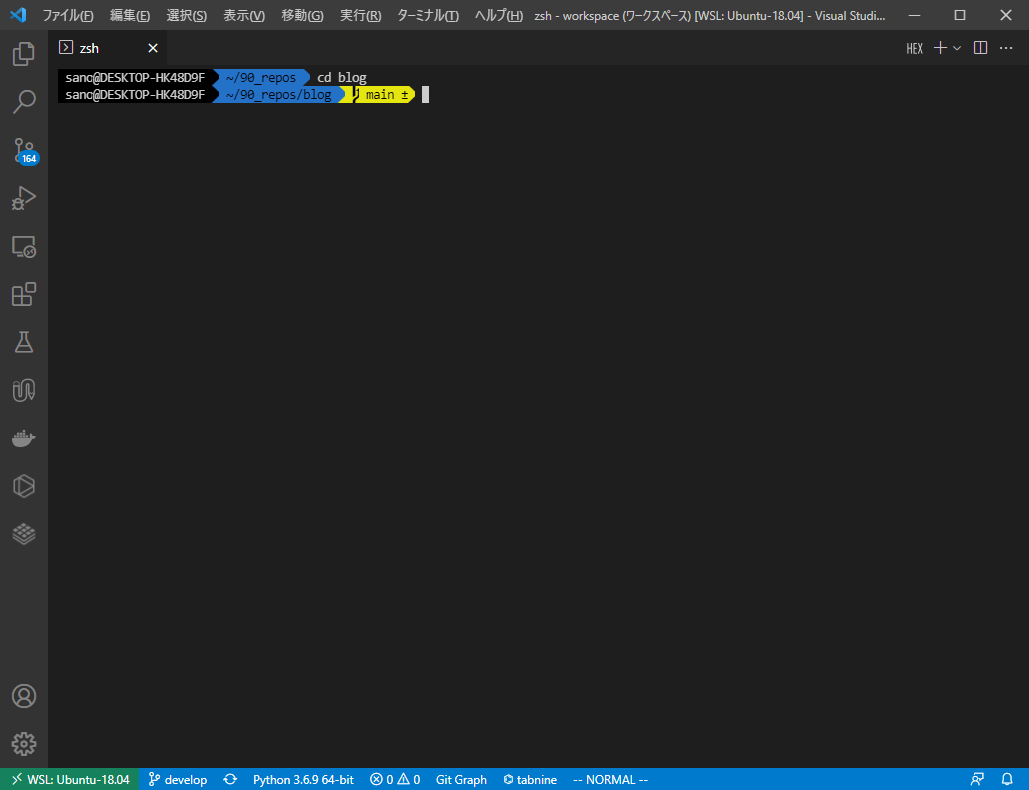 ファイル(F) 編集(E) 選択(S) 表示(V) 移動(G) 実行(R) ターミナル(T) ヘルプ(H) zsh - workspace (ワークスペース) [WSL: Ubuntu-18.04] - Visual Studi...
zsh HEX
sano@DESKTOP-HK48D9F ~/90_repos cd blog
sano@DESKTOP-HK48D9F ~/90_repos/blog main ±
164
WSL: Ubuntu-18.04 develop Python 3.6.9 64-bit 0 0 Git Graph tabnine -- NORMAL --